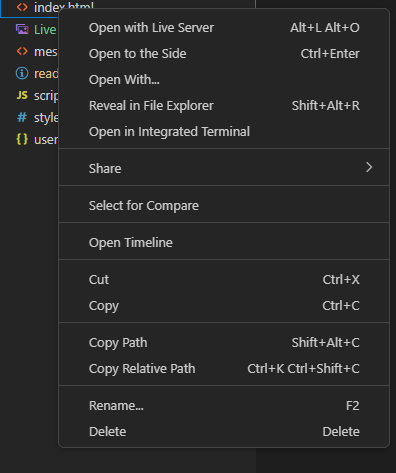 index.html
Open with Live Server Alt+L Alt+O
Live
Open to the Side Ctrl+Enter
mes
Open With...
read
Reveal in File Explorer Shift+Alt+R
JS scrip
Open in Integrated Terminal
# style
{ } user
Share
Select for Compare
Open Timeline
Cut Ctrl+X
Copy Ctrl+C
Copy Path Shift+Alt+C
Copy Relative Path Ctrl+K Ctrl+Shift+C
Rename... F2
Delete Delete